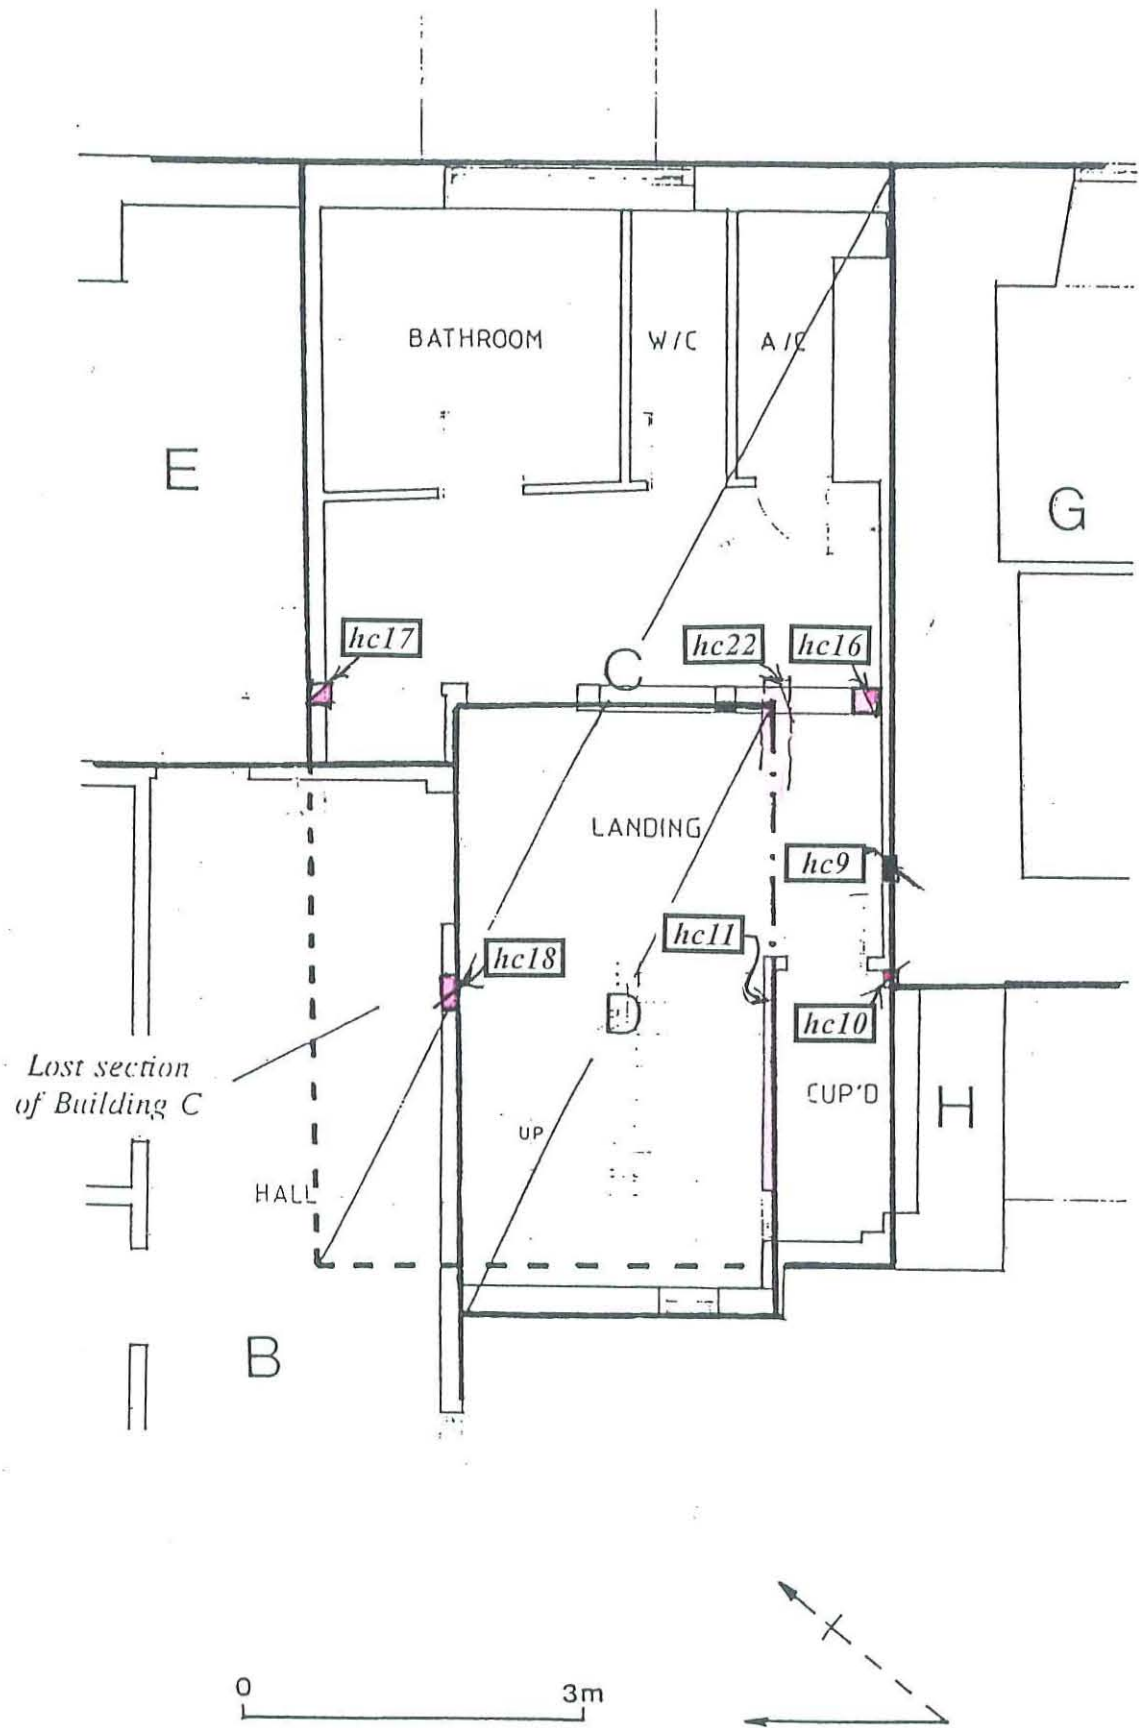 BATHROOM
W/C
A/C
E
G
hc17
hc22
hc16
C
LANDING
hc9
hc11
hc18
D
hc10
Lost section
of Building C
CUP'D
H
UP
HALL
B
0
3m